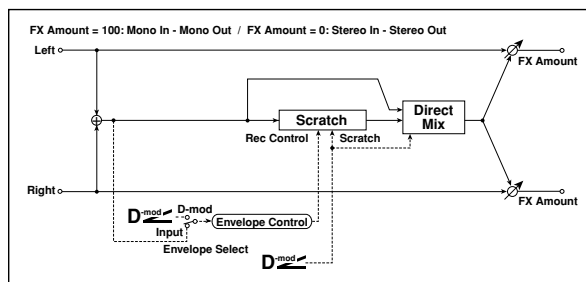 FX Amount = 100: Mono In - Mono Out / FX Amount = 0: Stereo In - Stereo Out
Left
FX Amount
Scratch
Direct
Mix
Rec Control
Scratch
Right
FX Amount
D-mod
D-mod
Envelope Control
Input
Envelope Select
D-mod